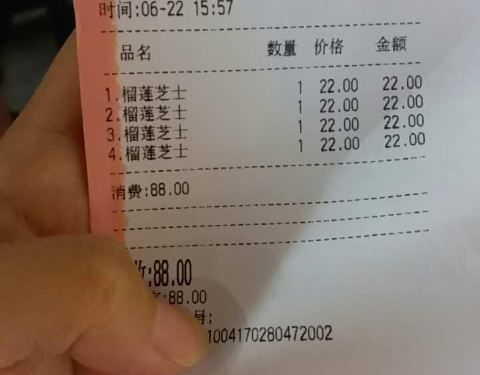 时间:06-22 15:57
品名 数量 价格 金额
1.榴莲芝士 1 22.00 22.00
2.榴莲芝士 1 22.00 22.00
3.榴莲芝士 1 22.00 22.00
4.榴莲芝士 1 22.00 22.00
消费:88.00
:88.00
:88.00
号:
1004170280472002